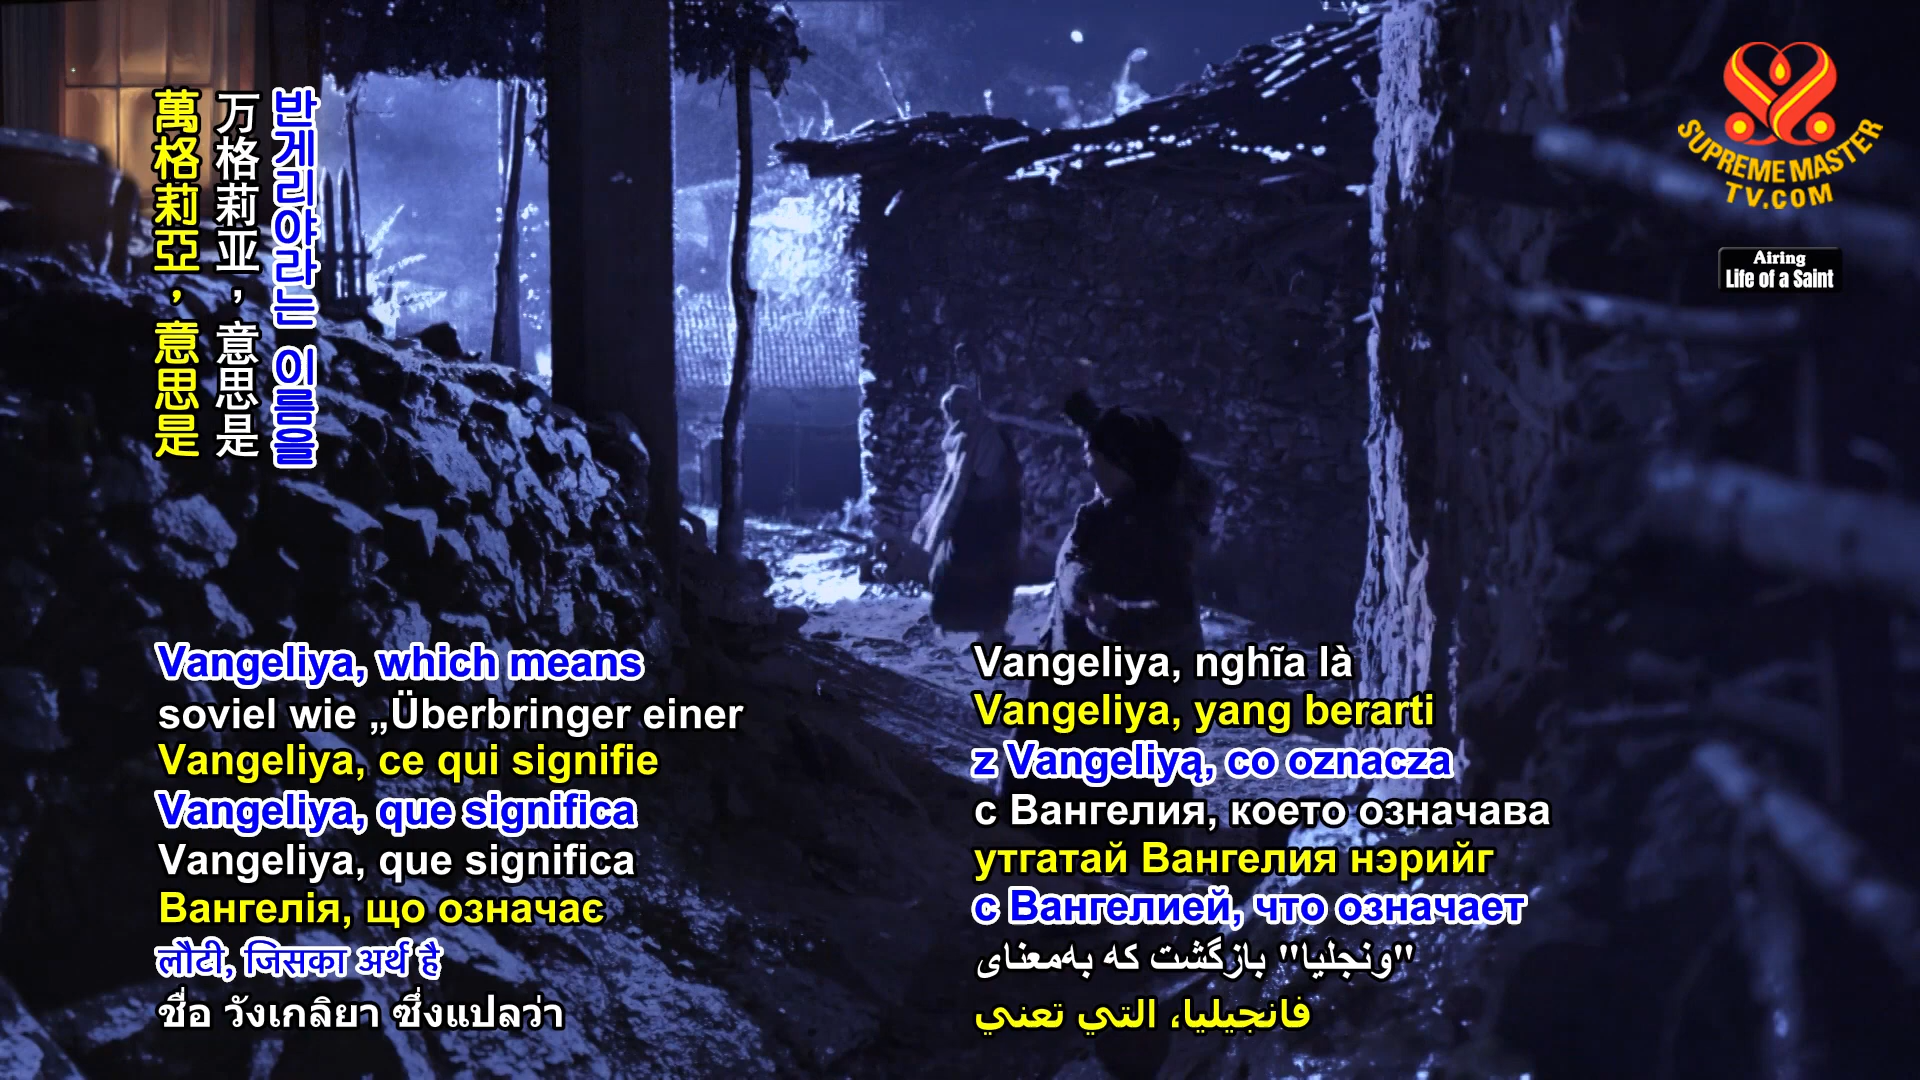 반게리야라는 이름을
万格莉亚，意思是
萬格莉亞，意思是
SUPREME MASTER
TV.COM
Airing
Life of a Saint
Vangeliya, which means
soviel wie „Überbringer einer
Vangeliya, ce qui signifie
Vangeliya, que significa
Vangeliya, que significa
Вангелія, що означає
लौटी, जिसका अर्थ है
ชื่อ วังเกลิยา ซึ่งแปลว่า
Vangeliya, nghĩa là
Vangeliya, yang berarti
z Vangeliyą, co oznacza
с Вангелия, което означава
утгатай Вангелия нэрийг
с Вангелией, что означает
"ونجلیا" بازگشت که به‌معنای
فانجيليا، التي تعني